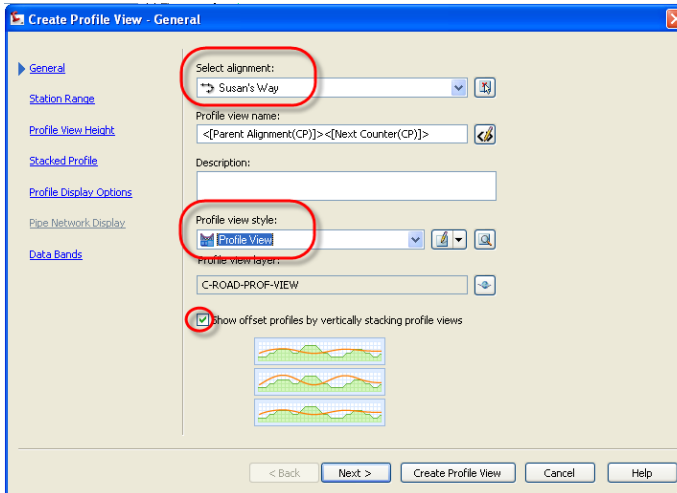 Create Profile View - General
General
Station Range
Profile View Height
Stacked Profile
Profile Display Options
Pipe Network Display
Data Bands
Select alignment:
Susan's Way
Profile view name:
<[Parent Alignment(CP)]><[Next Counter(CP)]>
Description:
Profile view style:
Profile View
Profile view layer:
C-ROAD-PROF-VIEW
Show offset profiles by vertically stacking profile views
< Back
Next >
Create Profile View
Cancel
Help